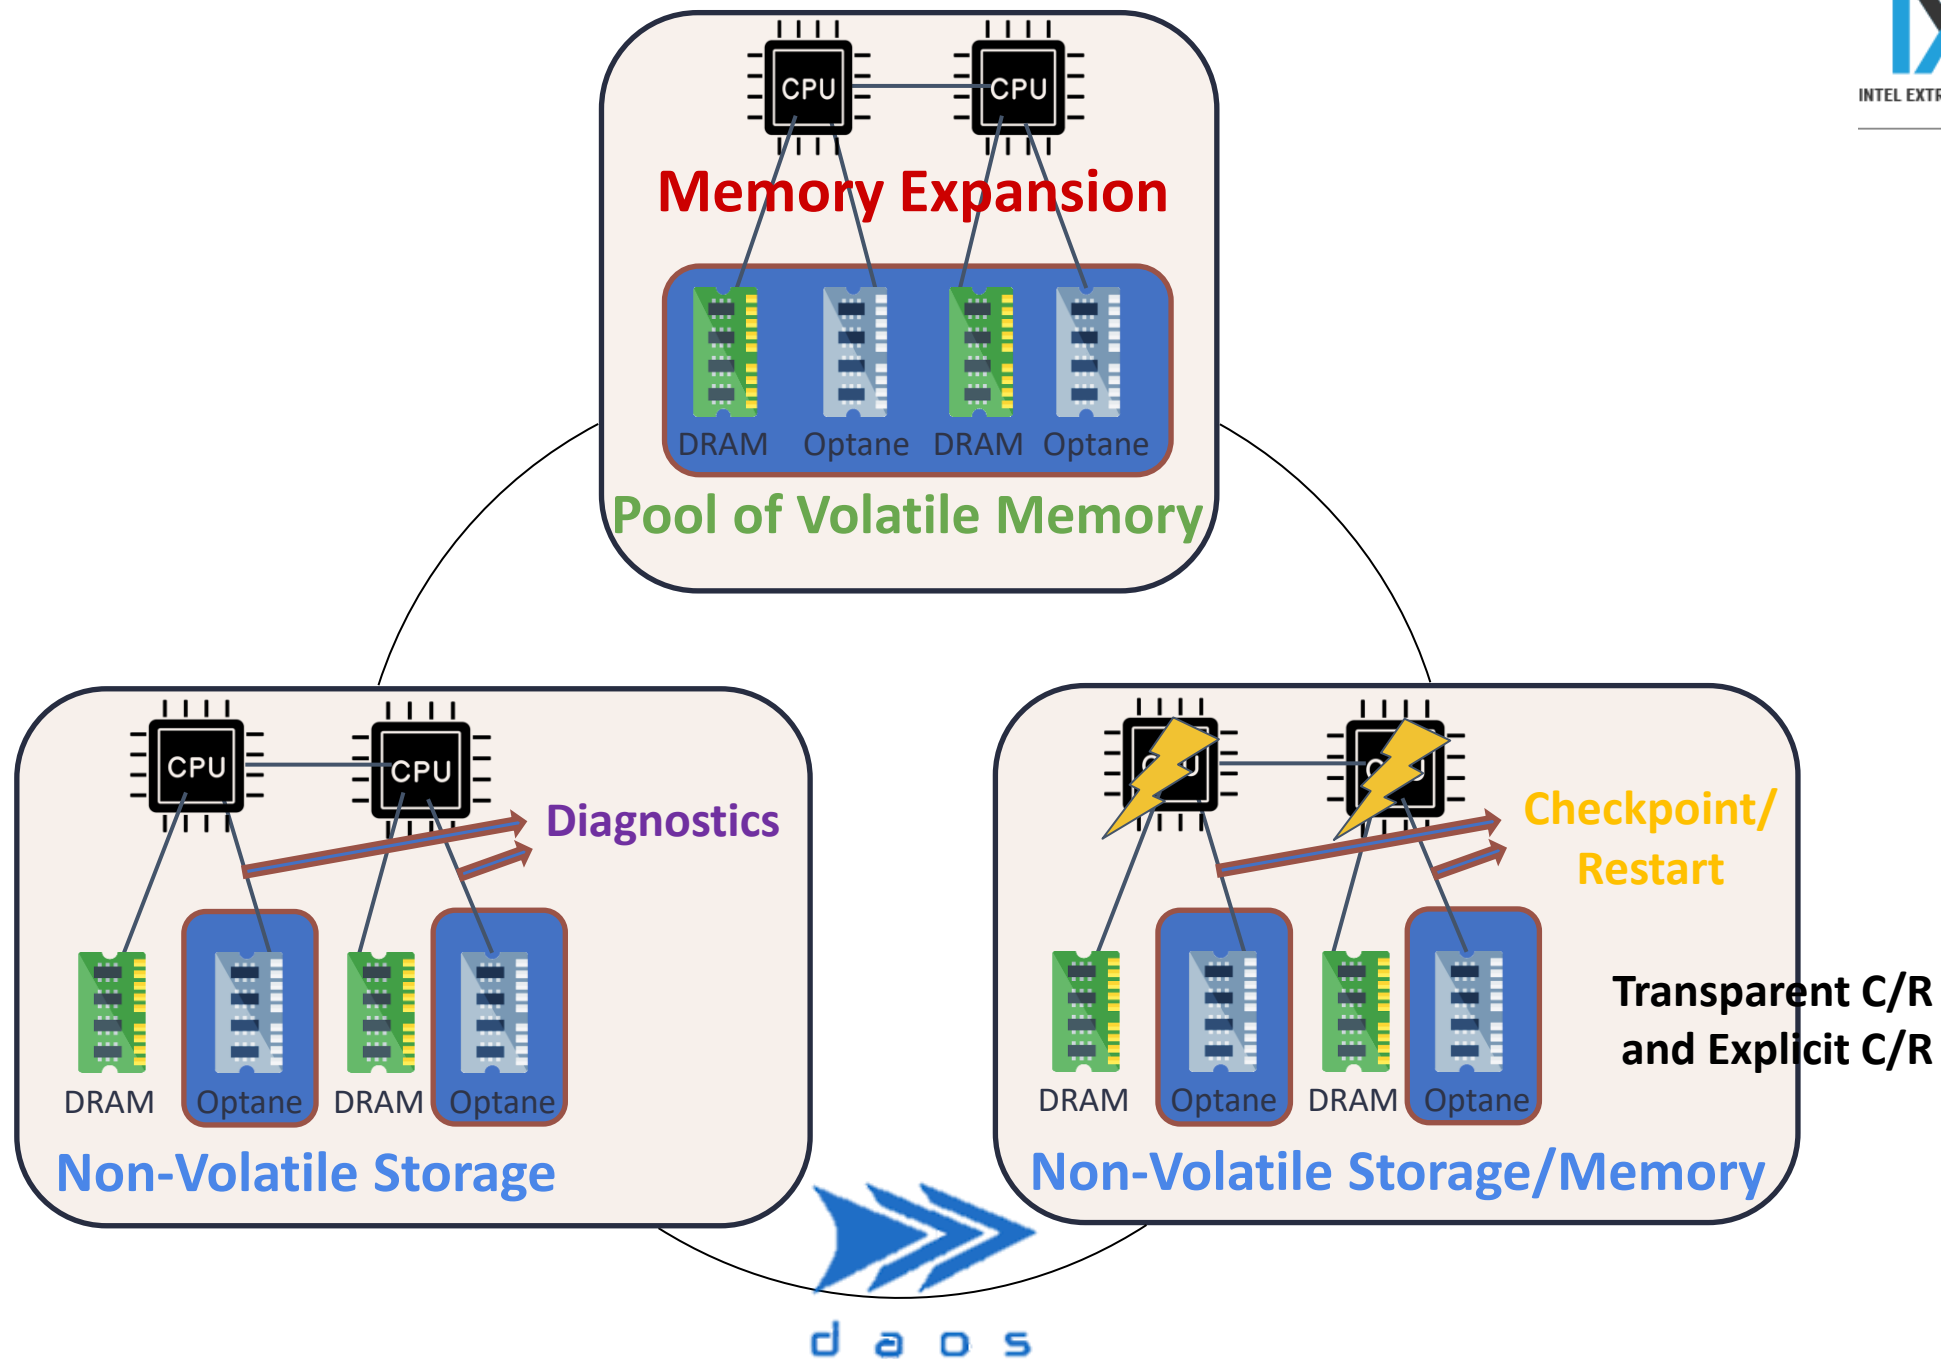 INTEL EXTR
CPU CPU
Memory Expansion
DRAM Optane DRAM Optane
Pool of Volatile Memory
CPU CPU
Diagnostics
DRAM Optane DRAM Optane
Non-Volatile Storage
Checkpoint/
Restart
Transparent C/R
and Explicit C/R
DRAM Optane DRAM Optane
Non-Volatile Storage/Memory
daos